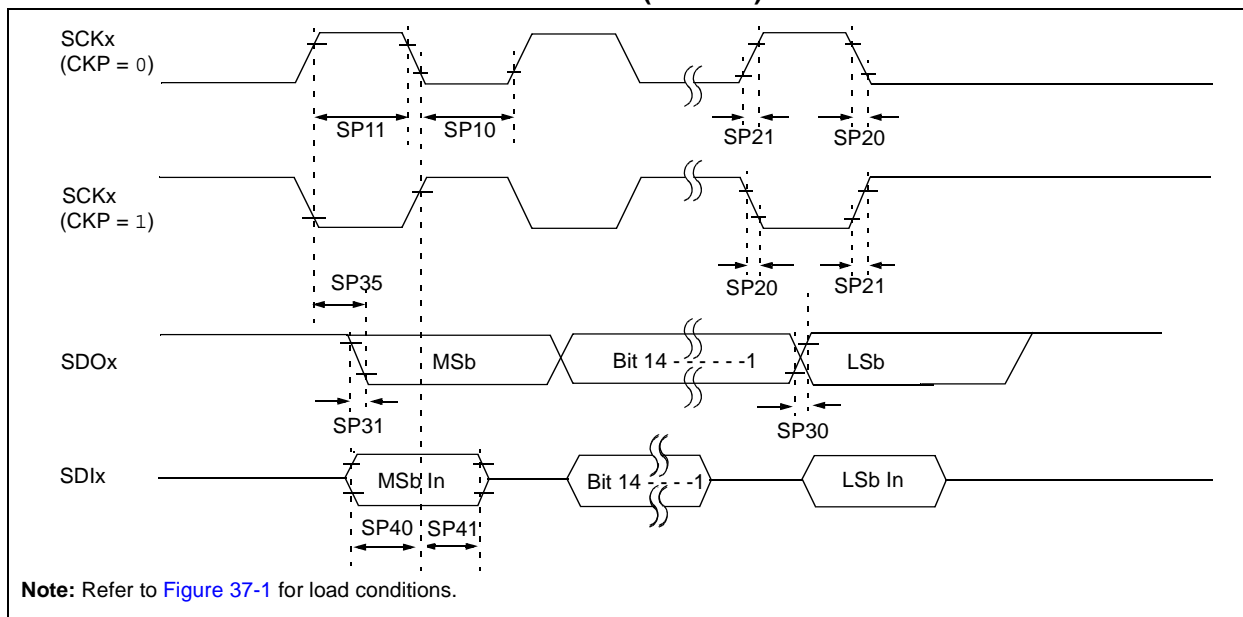 SCKx
(CKP = 0)
SP11
SP10
SP21
SP20
SCKx
(CKP = 1)
SP35
SP20
SP21
SDOx
MSb
Bit 14 - - - - - -1
LSb
SP31
SP30
SDIx
MSb In
Bit 14 - - - - -1
LSb In
SP40
SP41
Note: Refer to Figure 37-1 for load conditions.